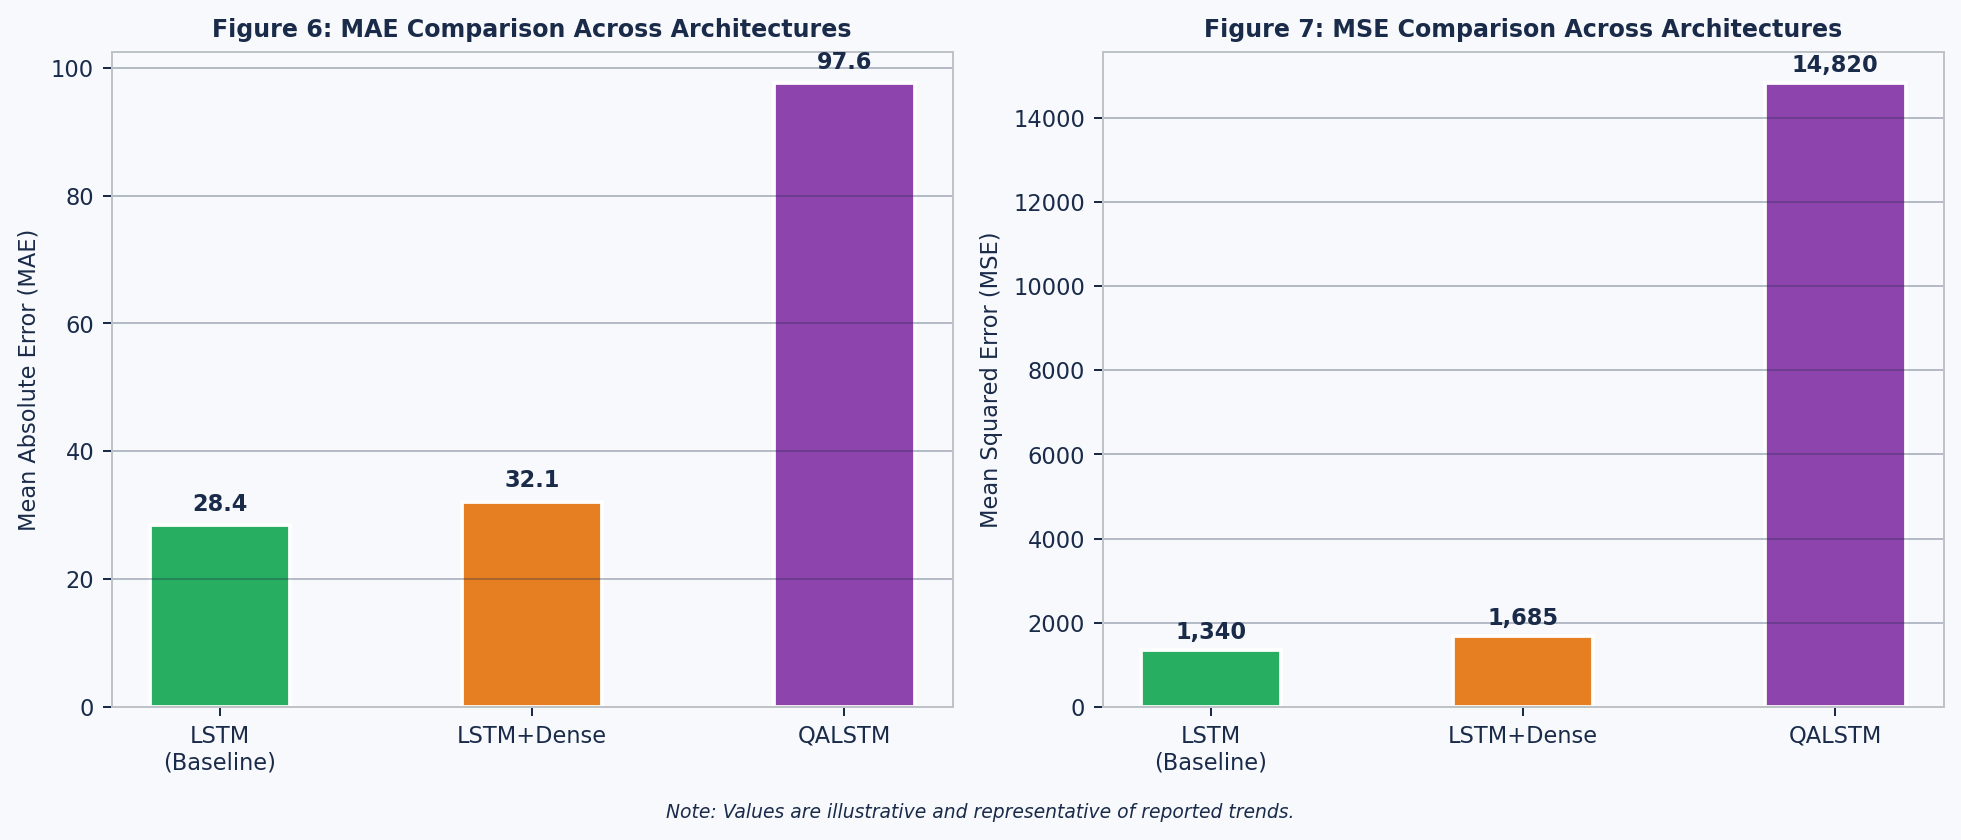 Figure 6: MAE Comparison Across Architectures
Mean Absolute Error (MAE)
100
80
60
40
20
0
28.4
32.1
97.6
LSTM
(Baseline)
LSTM+Dense
QALSTM
Figure 7: MSE Comparison Across Architectures
Mean Squared Error (MSE)
14000
12000
10000
8000
6000
4000
2000
0
1,340
1,685
14,820
LSTM
(Baseline)
LSTM+Dense
QALSTM
Note: Values are illustrative and representative of reported trends.